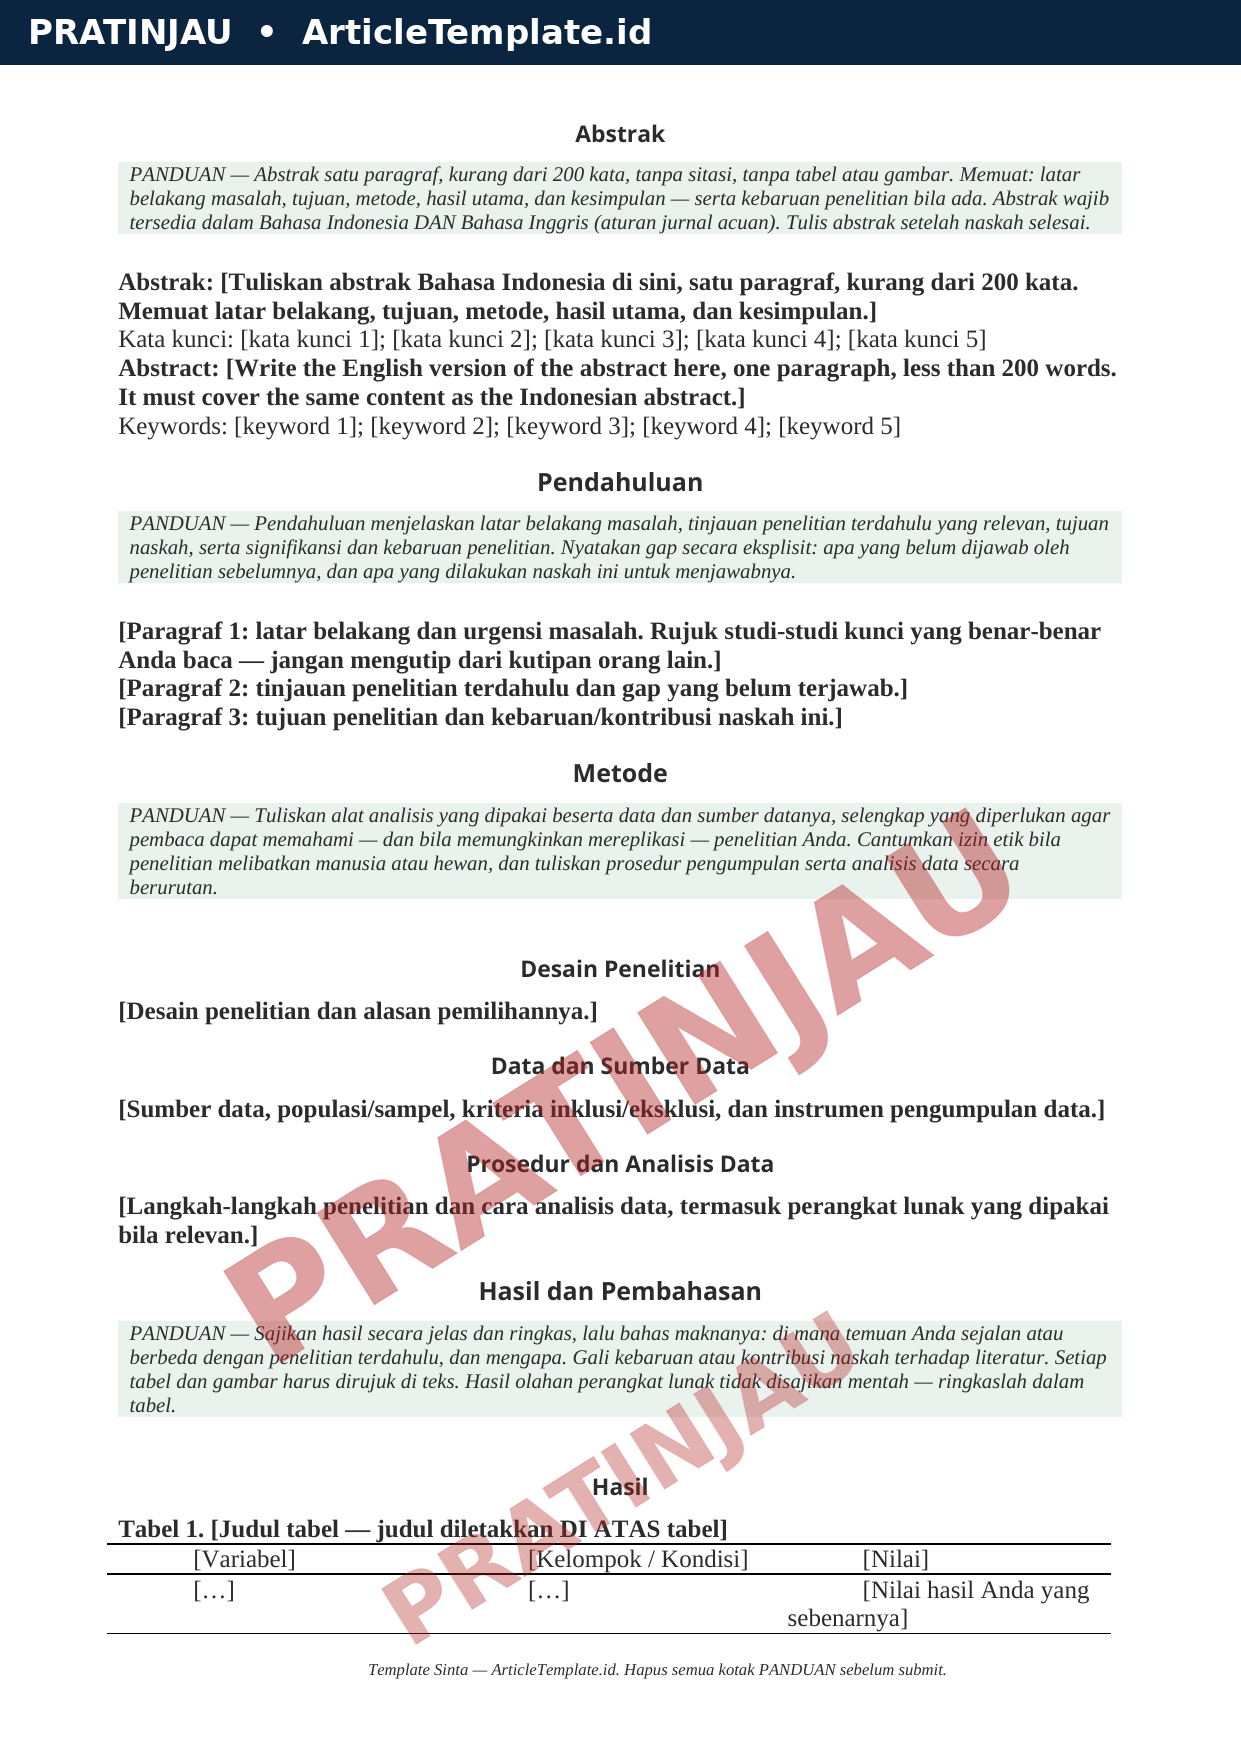 PRATINJAU • ArticleTemplate.id
Abstrak
PANDUAN — Abstrak satu paragraf, kurang dari 200 kata, tanpa sitasi, tanpa tabel atau gambar. Memuat: latar
belakang masalah, tujuan, metode, hasil utama, dan kesimpulan — serta kebaruan penelitian bila ada. Abstrak wajib
tersedia dalam Bahasa Indonesia DAN Bahasa Inggris (aturan jurnal acuan). Tulis abstrak setelah naskah selesai.
Abstrak: [Tuliskan abstrak Bahasa Indonesia di sini, satu paragraf, kurang dari 200 kata.
Memuat latar belakang, tujuan, metode, hasil utama, dan kesimpulan.]
Kata kunci: [kata kunci 1]; [kata kunci 2]; [kata kunci 3]; [kata kunci 4]; [kata kunci 5]
Abstract: [Write the English version of the abstract here, one paragraph, less than 200 words.
It must cover the same content as the Indonesian abstract.]
Keywords: [keyword 1]; [keyword 2]; [keyword 3]; [keyword 4]; [keyword 5]
Pendahuluan
PANDUAN — Pendahuluan menjelaskan latar belakang masalah, tinjauan penelitian terdahulu yang relevan, tujuan
naskah, serta signifikansi dan kebaruan penelitian. Nyatakan gap secara eksplisit: apa yang belum dijawab oleh
penelitian sebelumnya, dan apa yang dilakukan naskah ini untuk menjawabnya.
[Paragraf 1: latar belakang dan urgensi masalah. Rujuk studi-studi kunci yang benar-benar
Anda baca — jangan mengutip dari kutipan orang lain.]
[Paragraf 2: tinjauan penelitian terdahulu dan gap yang belum terjawab.]
[Paragraf 3: tujuan penelitian dan kebaruan/kontribusi naskah ini.]
Metode
PANDUAN — Tuliskan alat analisis yang dipakai beserta data dan sumber datanya, selengkap yang diperlukan agar
pembaca dapat memahami — dan bila memungkinkan mereplikasi — penelitian Anda. Cantumkan izin etik bila
penelitian melibatkan manusia atau hewan, dan tuliskan prosedur pengumpulan serta analisis data secara
berurutan.
Desain Penelitian
[Desain penelitian dan alasan pemilihannya.]
Data dan Sumber Data
[Sumber data, populasi/sampel, kriteria inklusi/eksklusi, dan instrumen pengumpulan data.]
Prosedur dan Analisis Data
[Langkah-langkah penelitian dan cara analisis data, termasuk perangkat lunak yang dipakai
bila relevan.]
PRATINJAU
Hasil dan Pembahasan
PANDUAN — Sajikan hasil secara jelas dan ringkas, lalu bahas maknanya: di mana temuan Anda sejalan atau
berbeda dengan penelitian terdahulu, dan mengapa. Gali kebaruan atau kontribusi naskah terhadap literatur. Setiap
tabel dan gambar harus dirujuk di teks. Hasil olahan perangkat lunak tidak disajikan mentah — ringkaslah dalam
tabel.
PRATINJAU
Hasil
Tabel 1. [Judul tabel — judul diletakkan DI ATAS tabel]
[Variabel] [Kelompok / Kondisi] [Nilai]
[…] […] [Nilai hasil Anda yang
sebenarnya]
Template Sinta — ArticleTemplate.id. Hapus semua kotak PANDUAN sebelum submit.